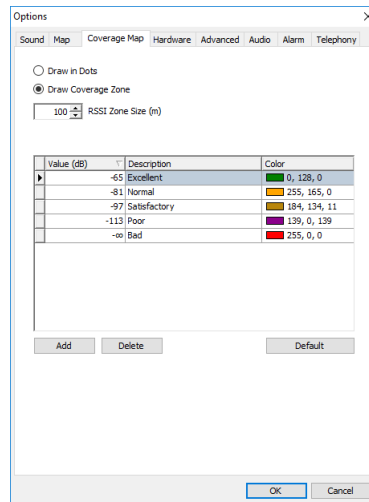 Options
Sound Map Coverage Map Hardware Advanced Audio Alarm Telephony
Draw in Dots
Draw Coverage Zone
100 RSSI Zone Size (m)
Value (dB) Description Color
-65 Excellent 0, 128, 0
-81 Normal 255, 165, 0
-97 Satisfactory 184, 134, 11
-113 Poor 139, 0, 139
-∞ Bad 255, 0, 0
Add Delete Default
OK Cancel